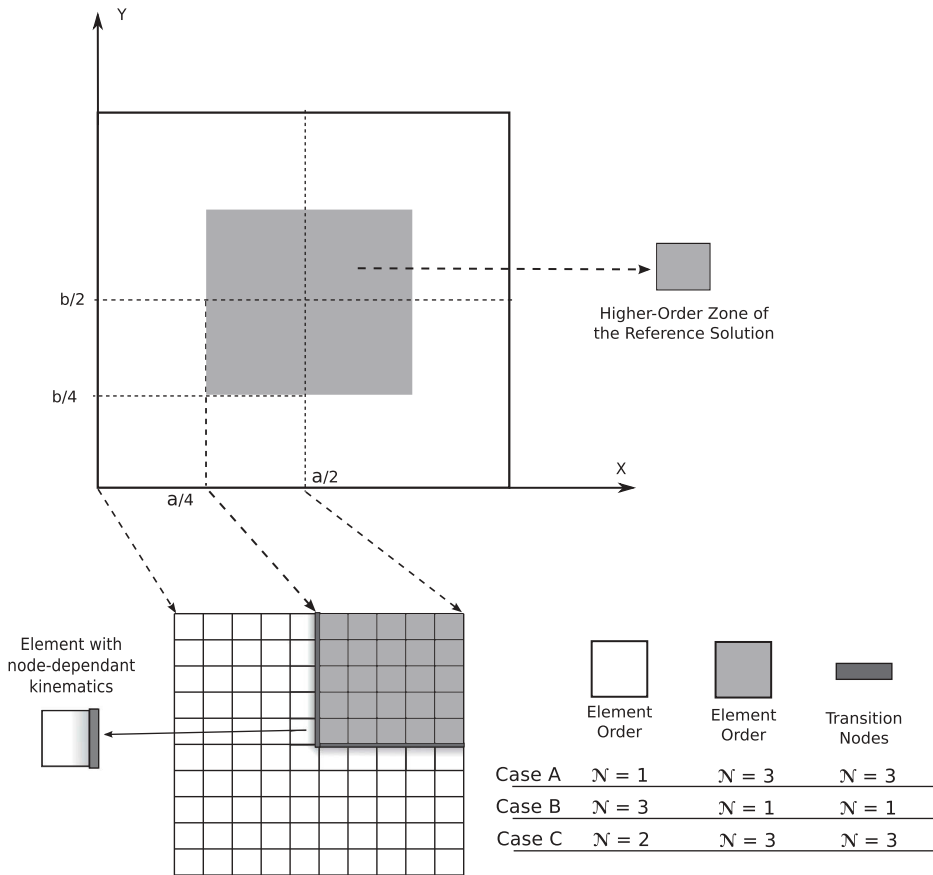 Y
b/2
Higher-Order Zone of
the Reference Solution
b/4
a/2
X
a/4
Element with
node-dependant
kinematics
Element
Order
Element
Order
Transition
Nodes
Case A 𝒩 = 1 𝒩 = 3 𝒩 = 3
Case B 𝒩 = 3 𝒩 = 1 𝒩 = 1
Case C 𝒩 = 2 𝒩 = 3 𝒩 = 3